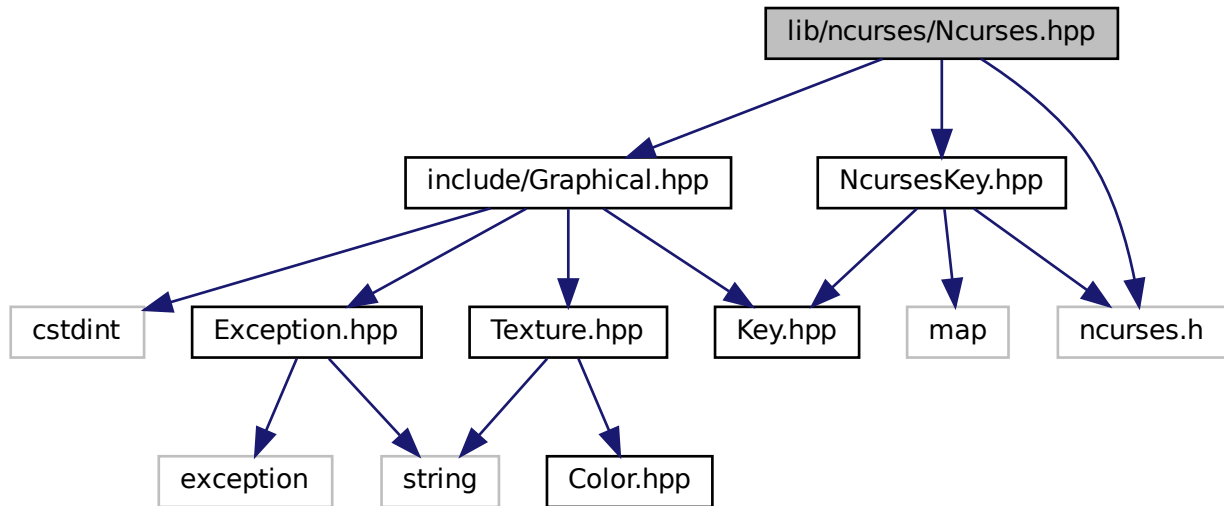 lib/ncurses/Ncurses.hpp
include/Graphical.hpp
NcursesKey.hpp
cstdint
Exception.hpp
Texture.hpp
Key.hpp
map
ncurses.h
exception
string
Color.hpp